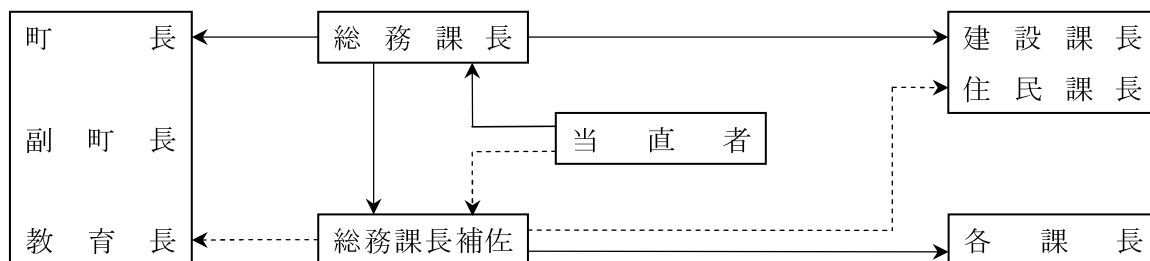 町長
副町長
教育長
総務課長
当直者
総務課長補佐
建設課長
住民課長
各課長